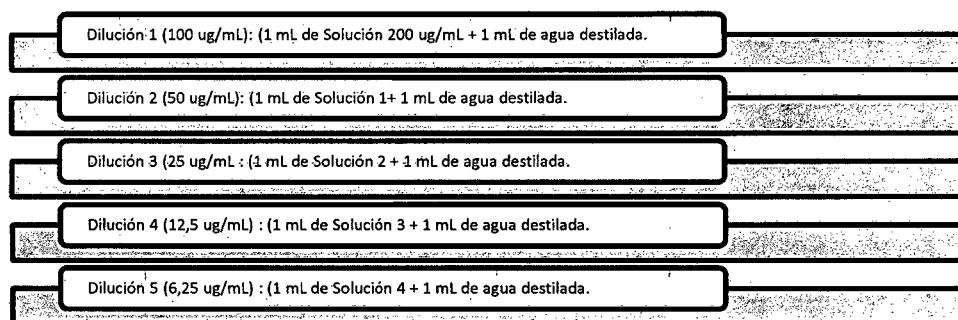 Dilución 1 (100 ug/mL): (1 mL de Solución 200 ug/mL + 1 mL de agua destilada.
Dilución 2 (50 ug/mL): (1 mL de Solución 1+ 1 mL de agua destilada.
Dilución 3 (25 ug/mL : (1 mL de Solución 2 + 1 mL de agua destilada.
Dilución 4 (12,5 ug/mL) : (1 mL de Solución 3 + 1 mL de agua destilada.
Dilución 5 (6,25 ug/mL) : (1 mL de Solución 4 + 1 mL de agua destilada.